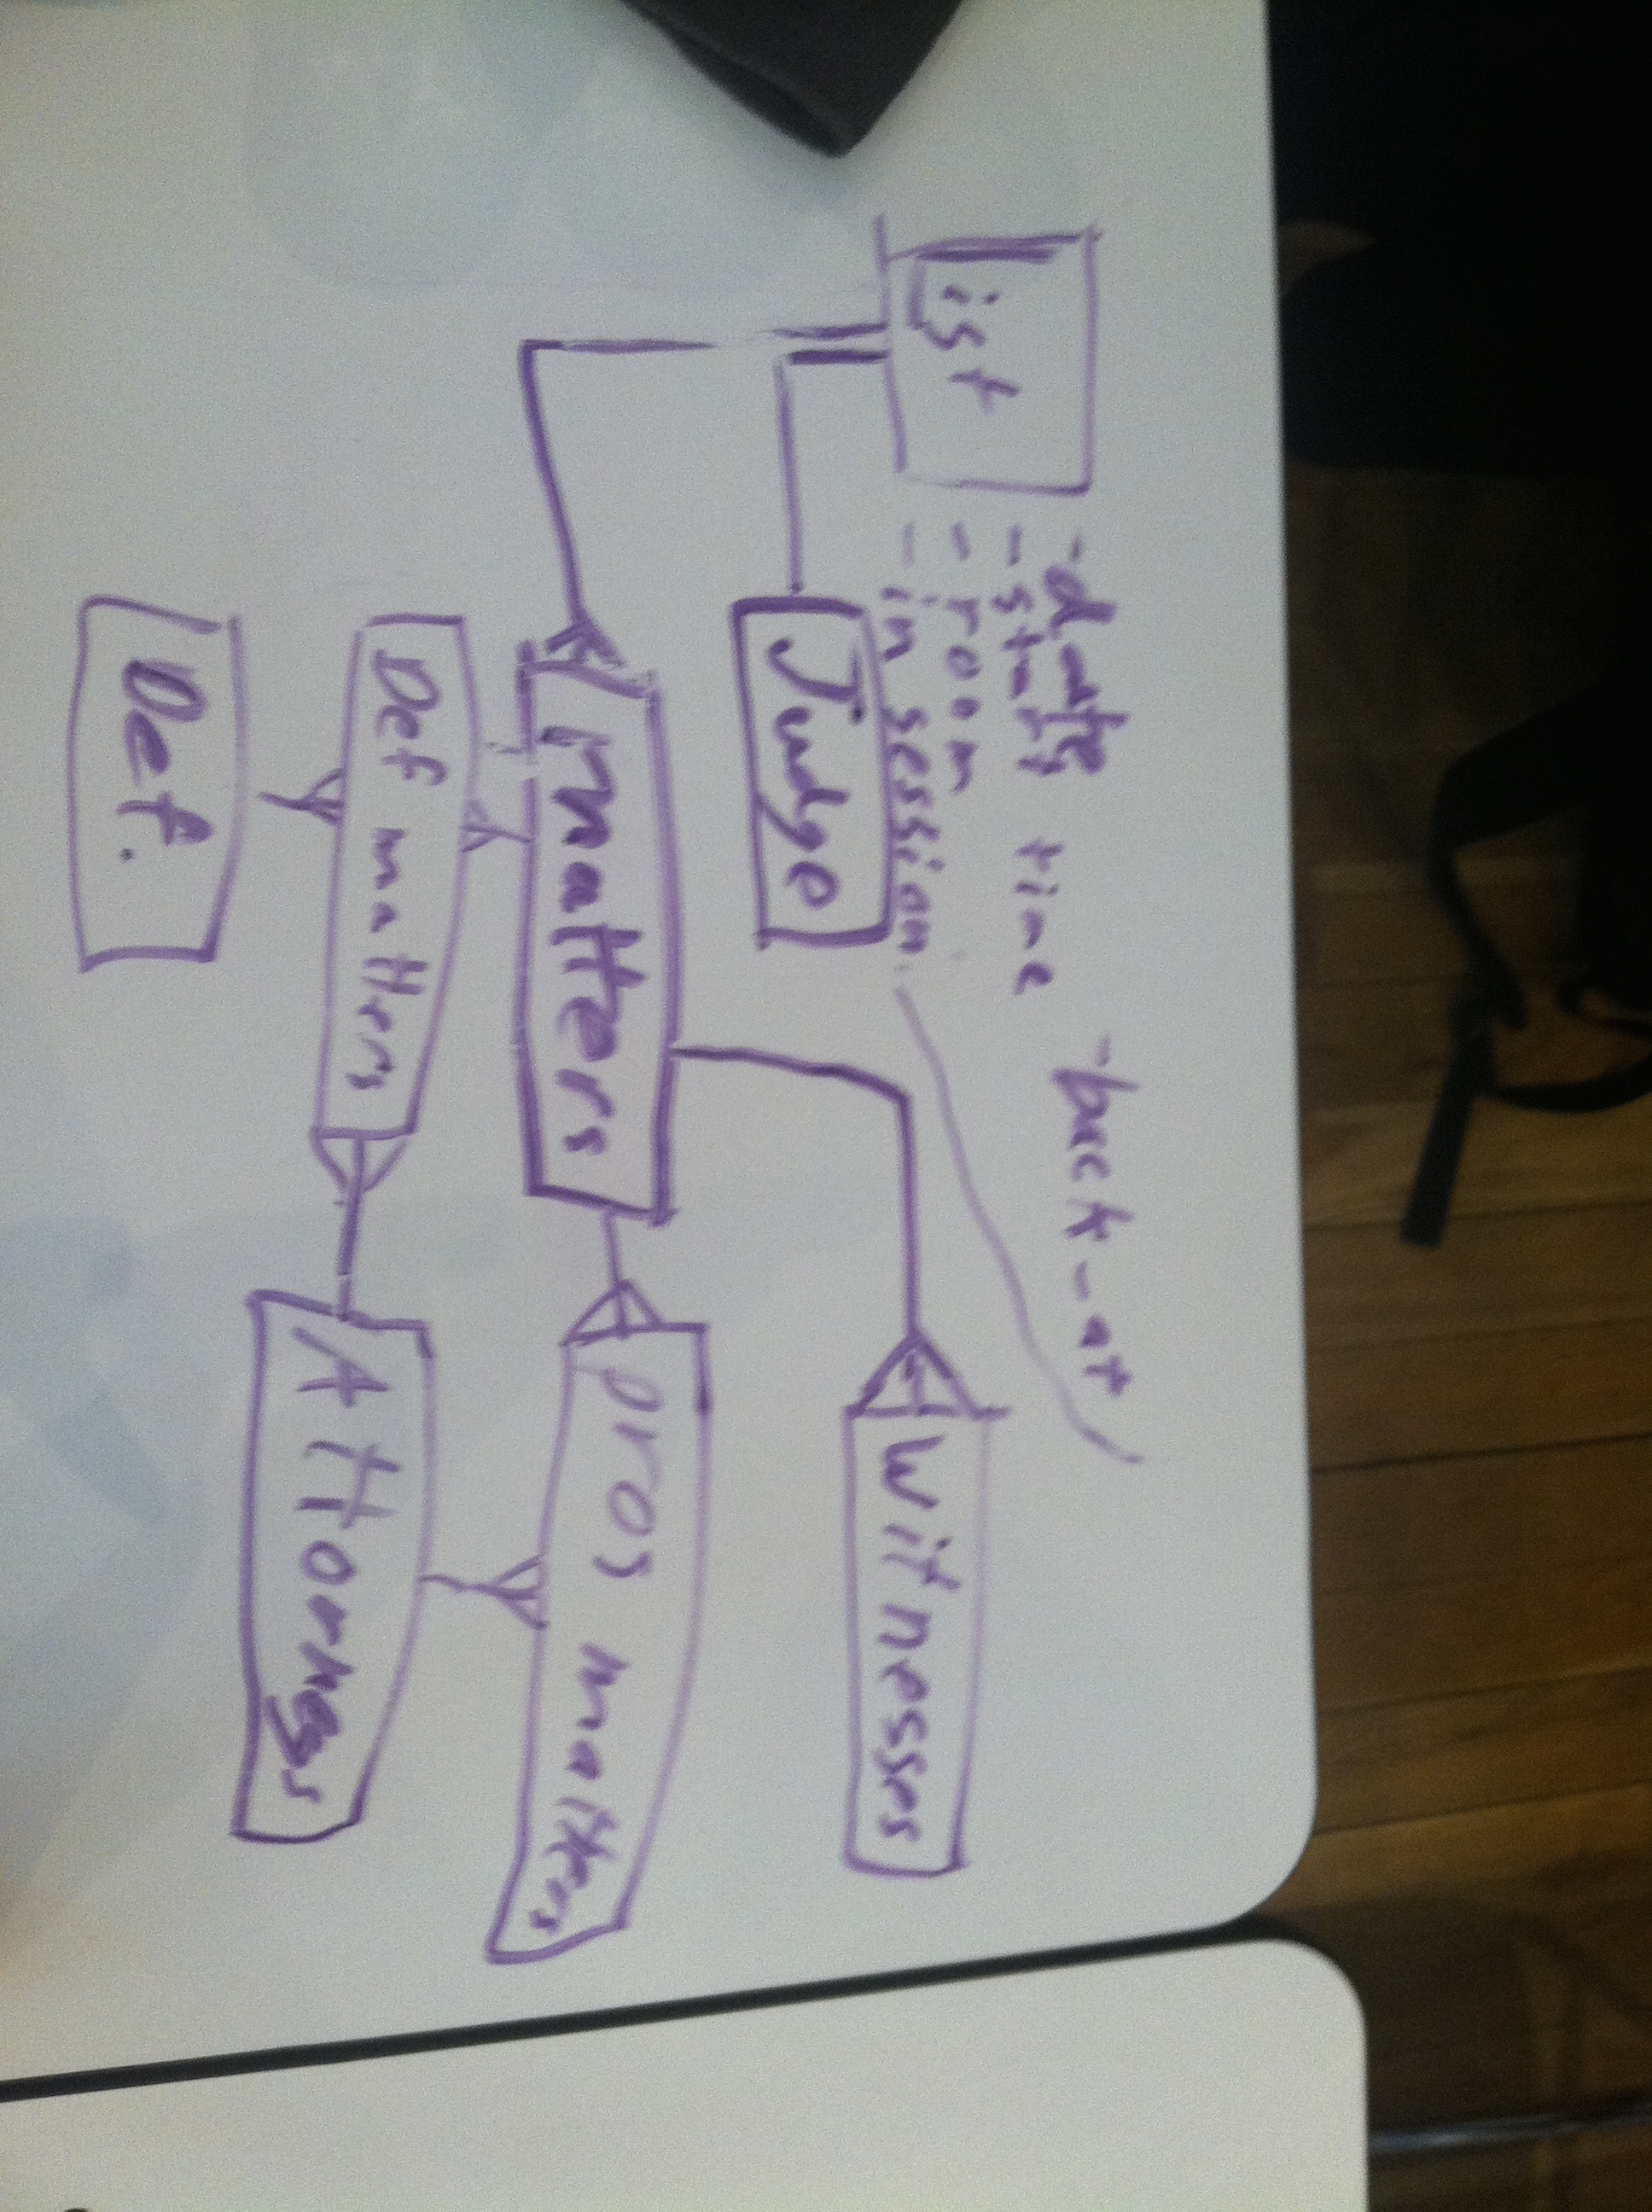 List
- date
- start time
- room
- in session
- back-at
Judge
matters
Witnesses
Def matters
pros matters
Def.
Attorneys